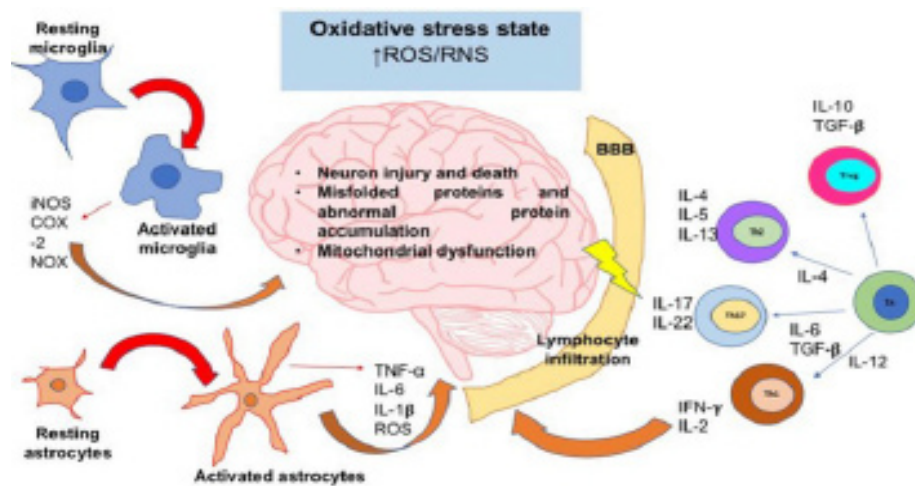 Oxidative stress state
↑ROS/RNS
Resting
microglia
iNOS
COX
-2
NOX
Activated
microglia
• Neuron injury and death
• Misfolded proteins and
abnormal protein
accumulation
• Mitochondrial dysfunction
BBB
IL-10
TGF-β
Treg
IL-4
IL-5
IL-13
Th2
IL-4
IL-17
IL-22
Th17
IL-6
TGF-β
IL-12
Lymphocyte
infiltration
IFN-γ
IL-2
TNF-α
IL-6
IL-1β
ROS
Resting
astrocytes
Activated astrocytes